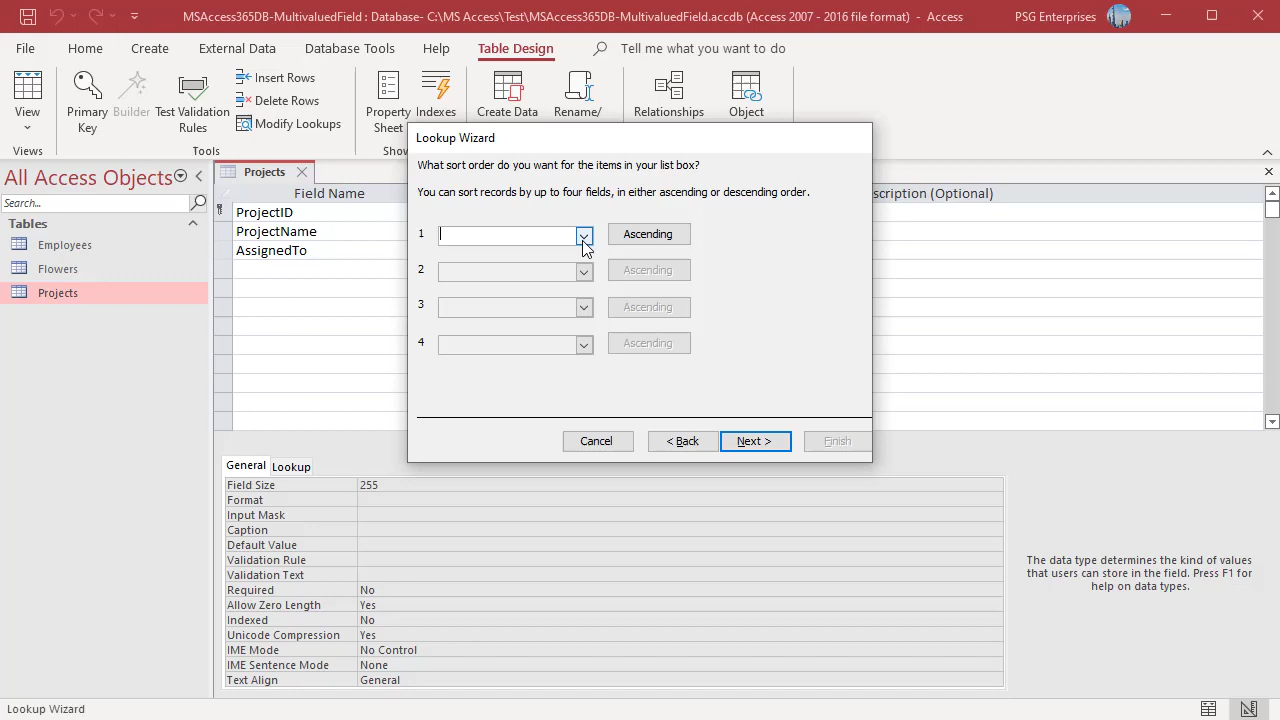 MSAccess365DB-MultivaluedField : Database- C:\MS Access\Test\MSAccess365DB-MultivaluedField.accdb (Access 2007 - 2016 file format) - Access
PSG Enterprises
File Home Create External Data Database Tools Help Table Design Tell me what you want to do
View
Primary Key
Builder
Test Validation Rules
Insert Rows
Delete Rows
Modify Lookups
Property Sheet
Indexes
Create Data
Rename/
Relationships
Object
Views
Tools
All Access Objects
Search...
Tables
Employees
Flowers
Projects
Projects
Field Name
ProjectID
ProjectName
AssignedTo
scription (Optional)
Lookup Wizard
What sort order do you want for the items in your list box?
You can sort records by up to four fields, in either ascending or descending order.
1 Ascending
2 Ascending
3 Ascending
4 Ascending
Cancel < Back Next > Finish
General Lookup
Field Size 255
Format
Input Mask
Caption
Default Value
Validation Rule
Validation Text
Required No
Allow Zero Length Yes
Indexed No
Unicode Compression Yes
IME Mode No Control
IME Sentence Mode None
Text Align General
The data type determines the kind of values
that users can store in the field. Press F1 for
help on data types.
Lookup Wizard